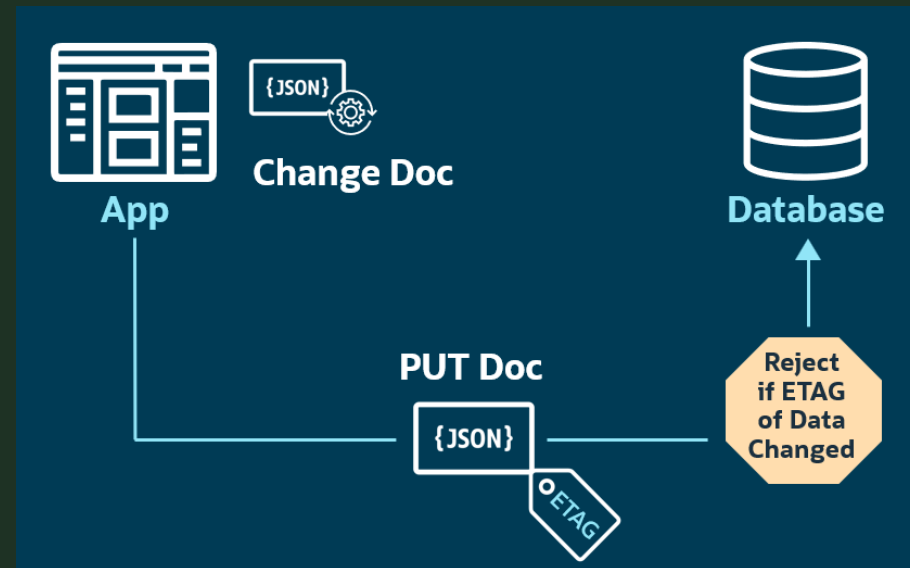 {JSON}
Change Doc
App
Database
PUT Doc
{JSON}
ETAG
Reject
if ETAG
of Data
Changed